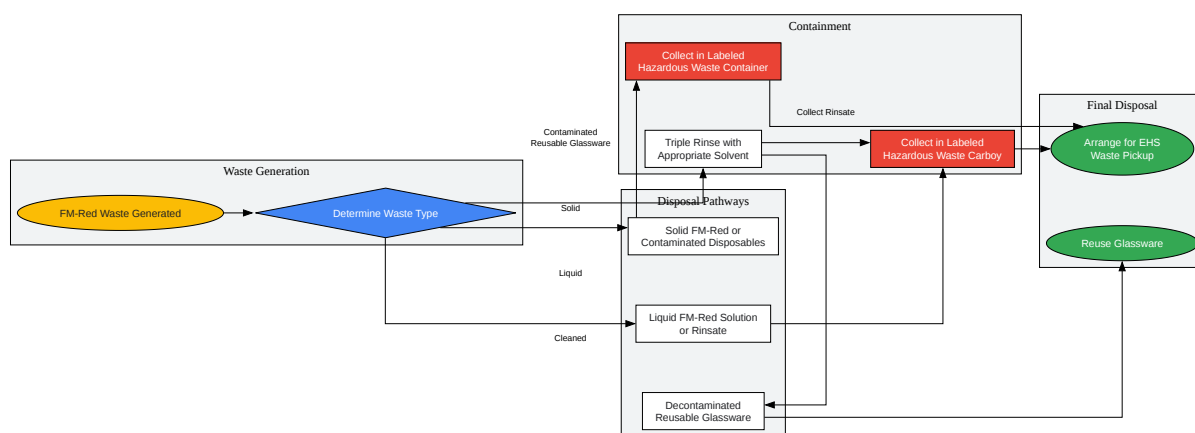 Containment
Collect in Labeled
Hazardous Waste Container
Collect Rinsate
Contaminated
Reusable Glassware
Triple Rinse with
Appropriate Solvent
Collect in Labeled
Hazardous Waste Carboy
Final Disposal
Arrange for EHS
Waste Pickup
Reuse Glassware
Waste Generation
FM-Red Waste Generated
Determine Waste Type
Solid
Liquid
Cleaned
Disposal Pathways
Solid FM-Red or
Contaminated Disposables
Liquid FM-Red Solution
or Rinsate
Decontaminated
Reusable Glassware